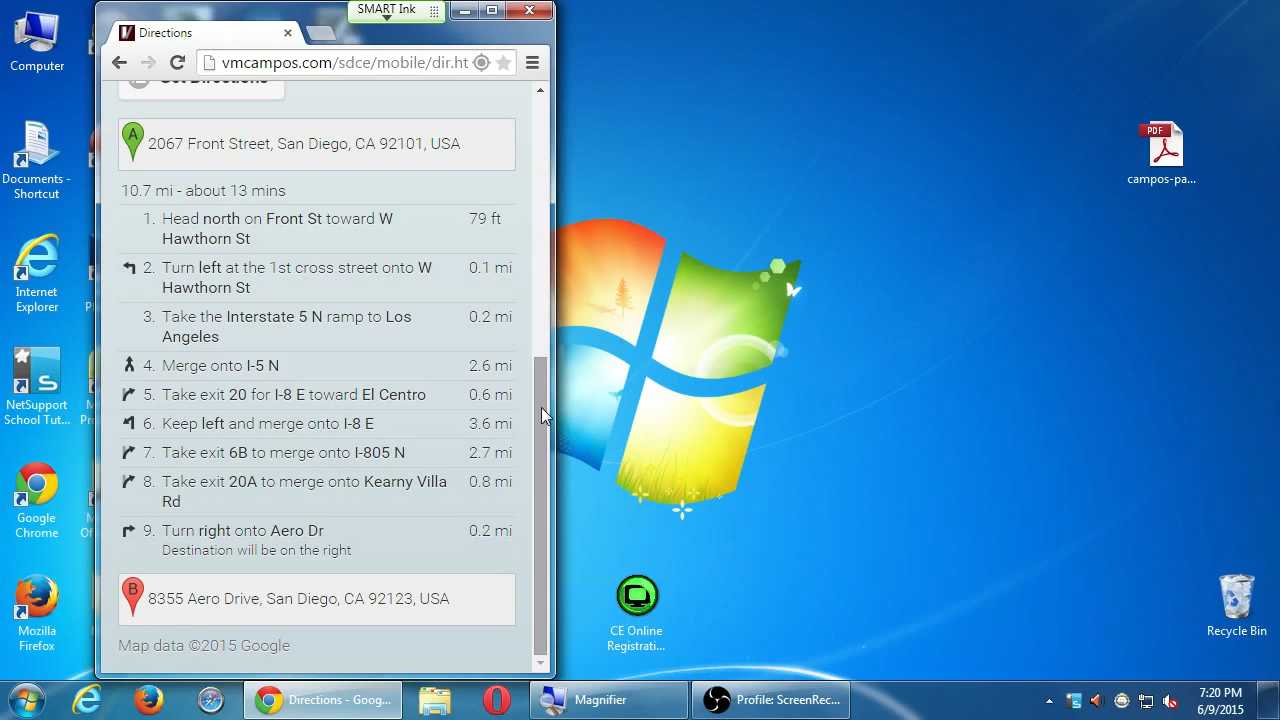 SMART Ink
Directions
vmcampos.com/sdce/mobile/dir.ht
Get Directions
A
2067 Front Street, San Diego, CA 92101, USA
10.7 mi - about 13 mins
1. Head north on Front St toward W Hawthorn St 79 ft
2. Turn left at the 1st cross street onto W Hawthorn St 0.1 mi
3. Take the Interstate 5 N ramp to Los Angeles 0.2 mi
4. Merge onto I-5 N 2.6 mi
5. Take exit 20 for I-8 E toward El Centro 0.6 mi
6. Keep left and merge onto I-8 E 3.6 mi
7. Take exit 6B to merge onto I-805 N 2.7 mi
8. Take exit 20A to merge onto Kearny Villa Rd 0.8 mi
9. Turn right onto Aero Dr 0.2 mi
Destination will be on the right
B
8355 Aero Drive, San Diego, CA 92123, USA
Map data ©2015 Google
Computer
Documents -
Shortcut
Internet
Explorer
NetSupport
School Tut...
Google
Chrome
Mozilla
Firefox
PDF
campos-pa...
CE Online
Registrati...
Recycle Bin
Directions - Goog...
Magnifier
Profile: ScreenRec...
7:20 PM
6/9/2015